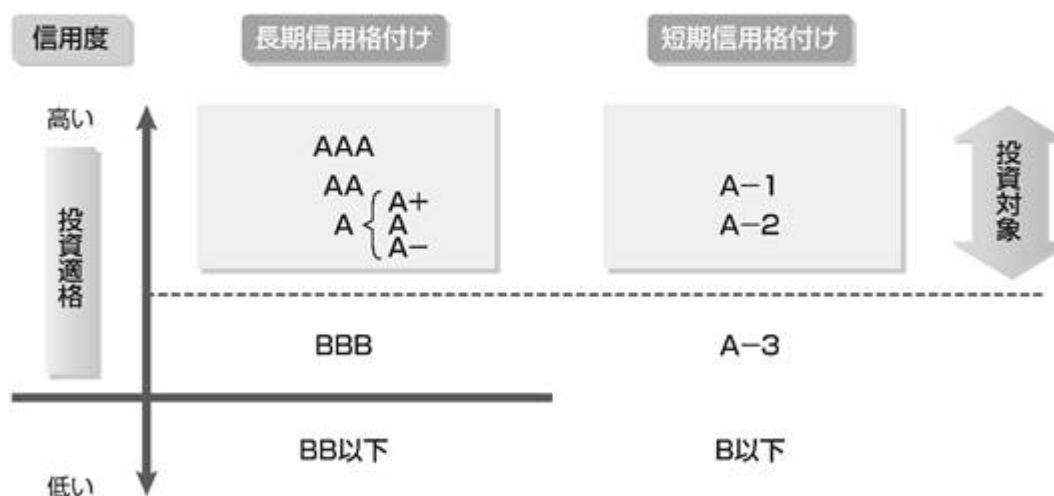 信用度
長期信用格付け
短期信用格付け
高い
投資適格
AAA
AA
A { A+
A
A−
A−1
A−2
投資対象
BBB
A−3
BB以下
B以下
低い